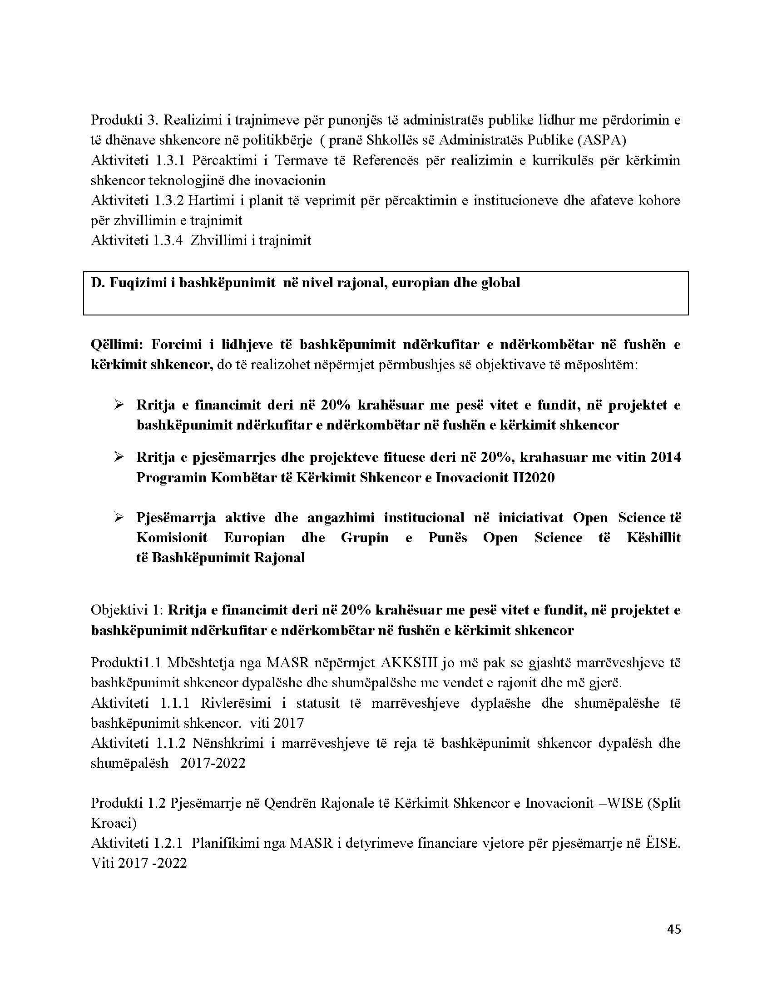 Produkti 3. Realizimi i trajnimeve për punonjës të administratës publike lidhur me përdorimin e
të dhënave shkencore në politikbërje  ( pranë Shkollës së Administratës Publike (ASPA)
Aktiviteti 1.3.1 Përcaktimi i Termave të Referencës për realizimin e kurrikulës për kërkimin
shkencor teknologjinë dhe inovacionin
Aktiviteti 1.3.2 Hartimi i planit të veprimit për përcaktimin e institucioneve dhe afateve kohore
për zhvillimin e trajnimit
Aktiviteti 1.3.4  Zhvillimi i trajnimit
D. Fuqizimi i bashkëpunimit  në nivel rajonal, europian dhe global
Qëllimi: Forcimi i lidhjeve të bashkëpunimit ndërkufitar e ndërkombëtar në fushën e
kërkimit shkencor, do të realizohet nëpërmjet përmbushjes së objektivave të mëposhtëm:
➢ Rritja e financimit deri në 20% krahësuar me pesë vitet e fundit, në projektet e
bashkëpunimit ndërkufitar e ndërkombëtar në fushën e kërkimit shkencor
➢ Rritja e pjesëmarrjes dhe projekteve fituese deri në 20%, krahasuar me vitin 2014
Programin Kombëtar të Kërkimit Shkencor e Inovacionit H2020
➢ Pjesëmarrja aktive dhe angazhimi institucional në iniciativat Open Science të
Komisionit Europian dhe Grupin e Punës Open Science të Këshillit
të Bashkëpunimit Rajonal
Objektivi 1: Rritja e financimit deri në 20% krahësuar me pesë vitet e fundit, në projektet e
bashkëpunimit ndërkufitar e ndërkombëtar në fushën e kërkimit shkencor
Produkti1.1 Mbështetja nga MASR nëpërmjet AKKSHI jo më pak se gjashtë marrëveshjeve të
bashkëpunimit shkencor dypalëshe dhe shumëpalëshe me vendet e rajonit dhe më gjerë.
Aktiviteti 1.1.1 Rivlerësimi i statusit të marrëveshjeve dyplaëshe dhe shumëpalëshe të
bashkëpunimit shkencor.  viti 2017
Aktiviteti 1.1.2 Nënshkrimi i marrëveshjeve të reja të bashkëpunimit shkencor dypalësh dhe
shumëpalësh   2017-2022
Produkti 1.2 Pjesëmarrje në Qendrën Rajonale të Kërkimit Shkencor e Inovacionit –WISE (Split
Kroaci)
Aktiviteti 1.2.1  Planifikimi nga MASR i detyrimeve financiare vjetore për pjesëmarrje në ËISE.
Viti 2017 -2022
45